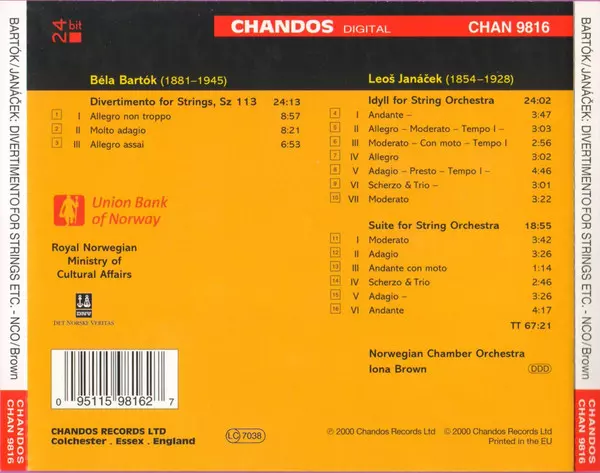 BARTÓK/JANÁČEK: DIVERTIMENTO FOR STRINGS ETC. - NCO/Brown
CHANDOS
CHAN 9816
24 bit
CHANDOS DIGITAL
CHAN 9816
Béla Bartók (1881–1945)
Divertimento for Strings, Sz 113 24:13
1 I Allegro non troppo 8:57
2 II Molto adagio 8:21
3 III Allegro assai 6:53
Union Bank
of Norway
Royal Norwegian
Ministry of
Cultural Affairs
DNV
DET NORSKE VERITAS
0 95115 98162 7
CHANDOS RECORDS LTD
Colchester . Essex . England
LC 7038
Leoš Janáček (1854–1928)
Idyll for String Orchestra 24:02
4 I Andante – 3:47
5 II Allegro – Moderato – Tempo I – 3:03
6 III Moderato – Con moto – Tempo I 2:56
7 IV Allegro 3:02
8 V Adagio – Presto – Tempo I – 4:46
9 VI Scherzo & Trio – 3:01
10 VII Moderato 3:22
Suite for String Orchestra 18:55
11 I Moderato 3:42
12 II Adagio 3:26
13 III Andante con moto 1:14
14 IV Scherzo & Trio 2:46
15 V Adagio – 3:26
16 VI Andante 4:17
TT 67:21
Norwegian Chamber Orchestra
Iona Brown
DDD
℗ 2000 Chandos Records Ltd © 2000 Chandos Records Ltd
Printed in the EU
BARTÓK/JANÁČEK: DIVERTIMENTO FOR STRINGS ETC. - NCO/Brown
CHANDOS
CHAN 9816